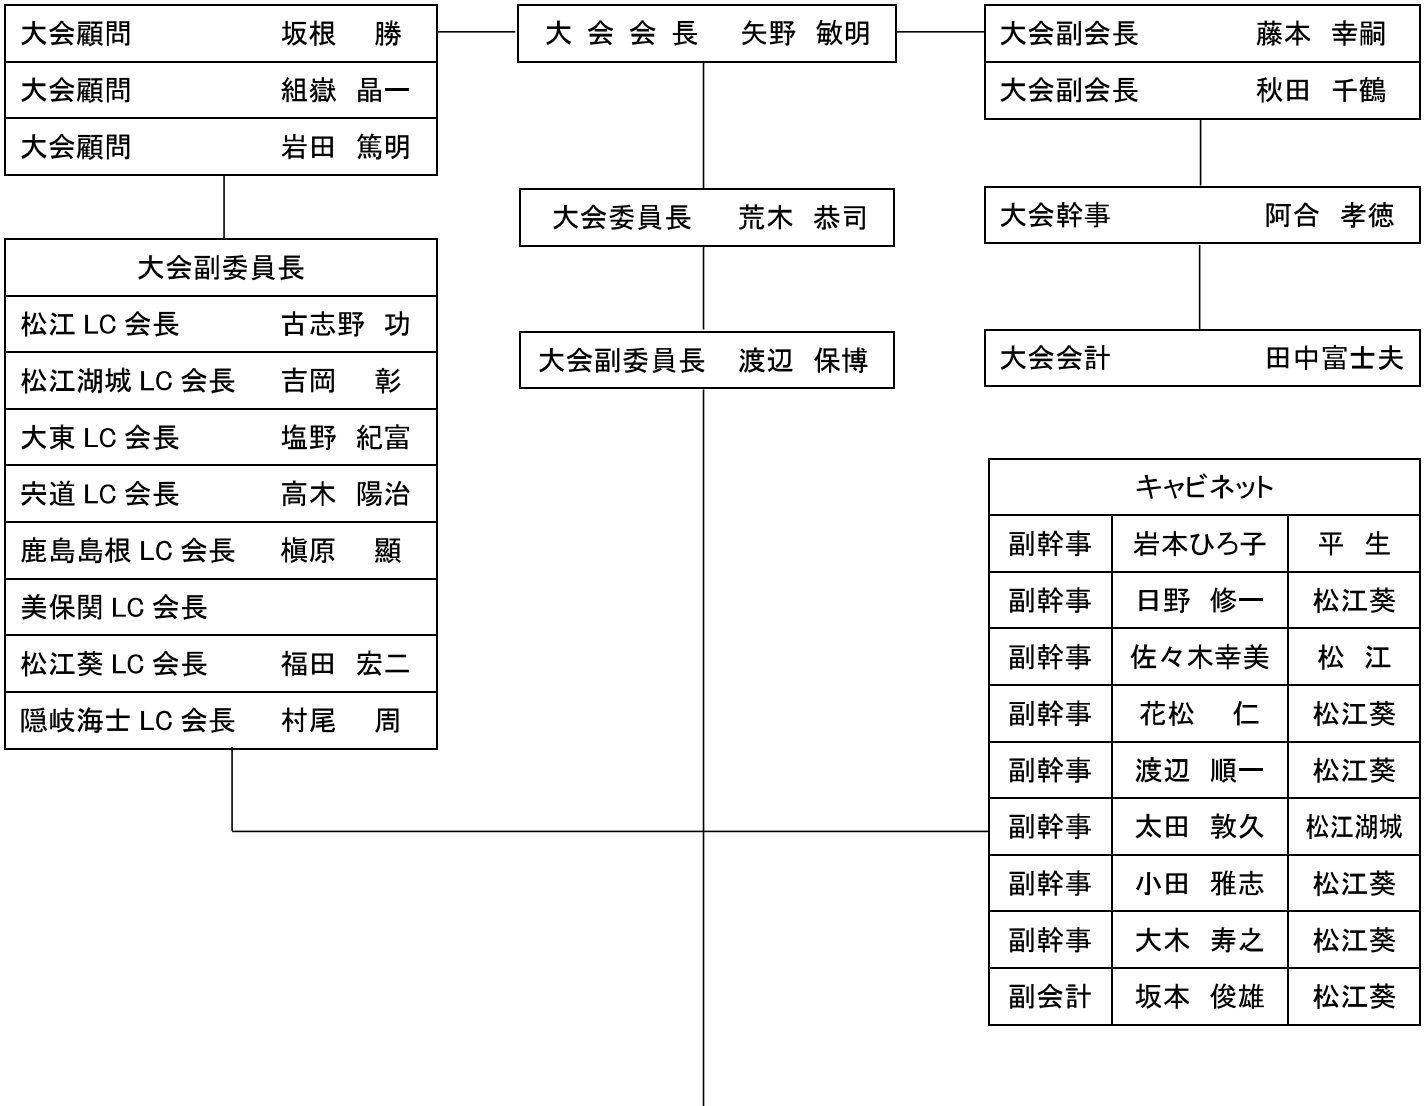 大会顧問 坂根 勝
大会顧問 組嶽 晶一
大会顧問 岩田 篤明
大会会長 矢野 敏明
大会副会長 藤本 幸嗣
大会副会長 秋田 千鶴
大会委員長 荒木 恭司
大会幹事 阿合 孝徳
大会副委員長 渡辺 保博
大会会計 田中富士夫
大会副委員長
松江 LC 会長 古志野 功
松江湖城 LC 会長 吉岡 彰
大東 LC 会長 塩野 紀富
宍道 LC 会長 高木 陽治
鹿島島根 LC 会長 槇原 顯
美保関 LC 会長
松江葵 LC 会長 福田 宏二
隠岐海士 LC 会長 村尾 周
キャビネット
副幹事 岩本ひろ子 平 生
副幹事 日野 修一 松江葵
副幹事 佐々木幸美 松 江
副幹事 花松 仁 松江葵
副幹事 渡辺 順一 松江葵
副幹事 太田 敦久 松江湖城
副幹事 小田 雅志 松江葵
副幹事 大木 寿之 松江葵
副会計 坂本 俊雄 松江葵